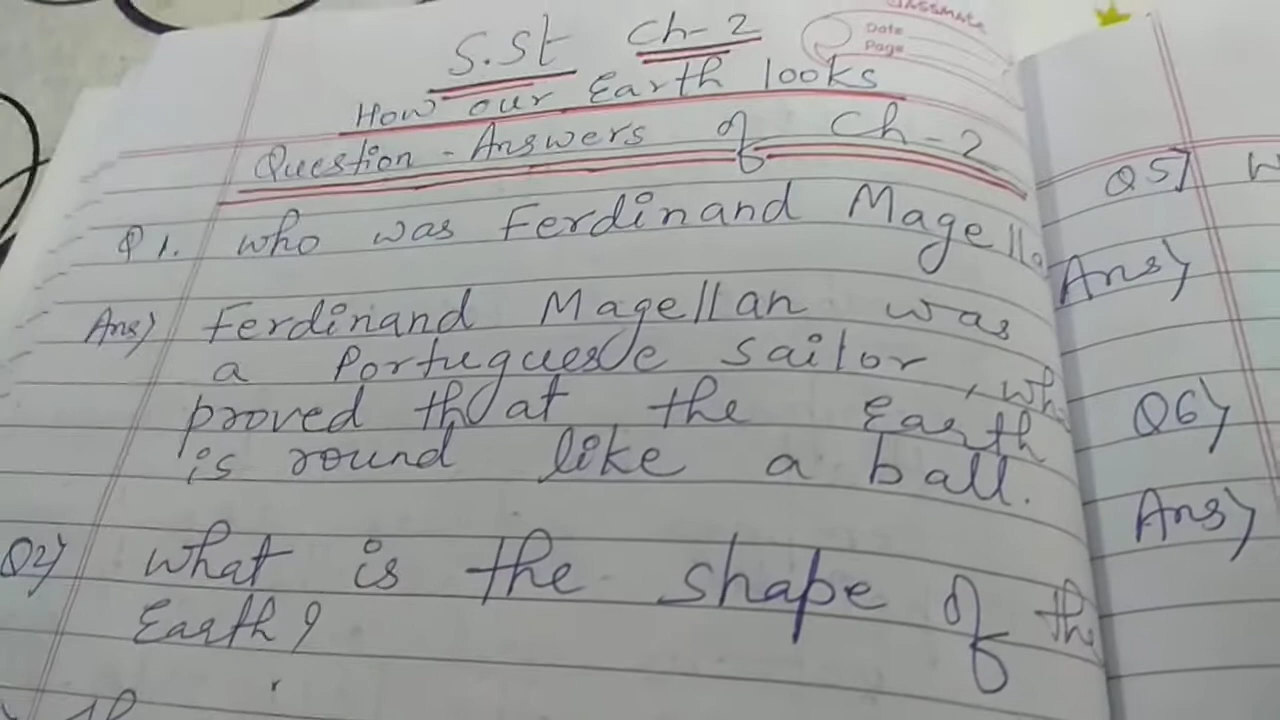 CLASSMATE
Date
Page
S.St Ch-2
How our Earth looks
Question-Answers of Ch-2
Q1. who was Ferdinand Magella
Ans) Ferdinand Magellan was
a Portuguese sailor, wh
proved that the Earth
is round like a ball.
Q2) What is the shape of the
Earth?
Q5) W
Ans)
Q6)
Ans)